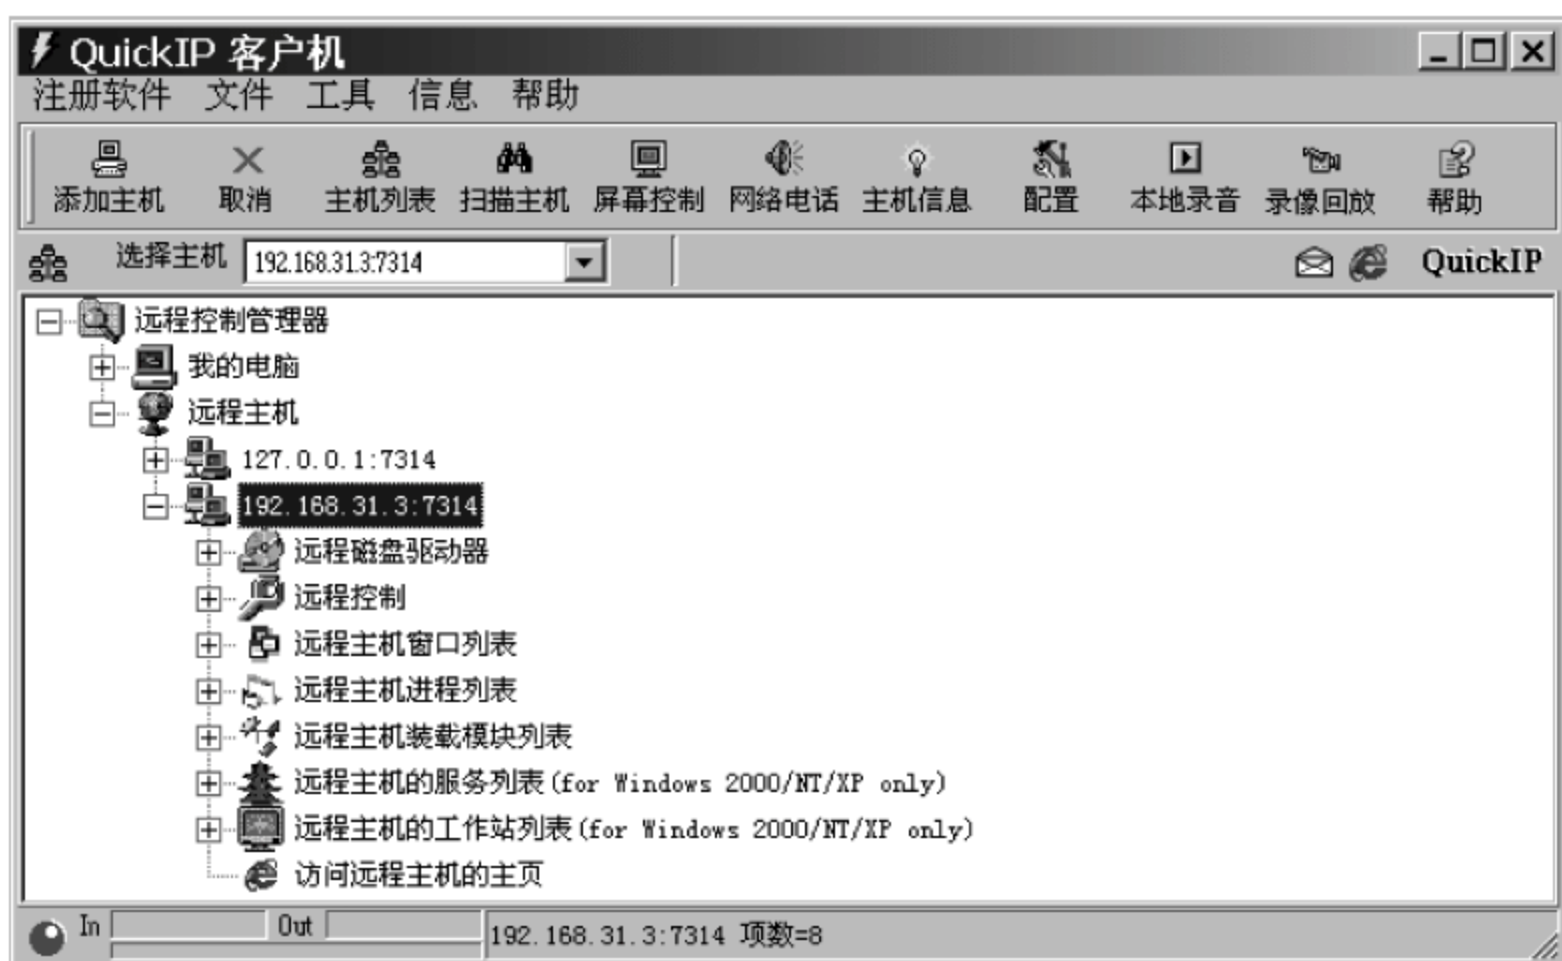 QuickIP 客户机
注册软件 文件 工具 信息 帮助
添加主机 取消 主机列表 扫描主机 屏幕控制 网络电话 主机信息 配置 本地录音 录像回放 帮助
选择主机 192.168.31.3:7314 QuickIP
远程控制管理器
我的电脑
远程主机
127.0.0.1:7314
192.168.31.3:7314
远程磁盘驱动器
远程控制
远程主机窗口列表
远程主机进程列表
远程主机装载模块列表
远程主机的服务列表(for Windows 2000/NT/XP only)
远程主机的工作站列表(for Windows 2000/NT/XP only)
访问远程主机的主页
In Out 192.168.31.3:7314 项数=8